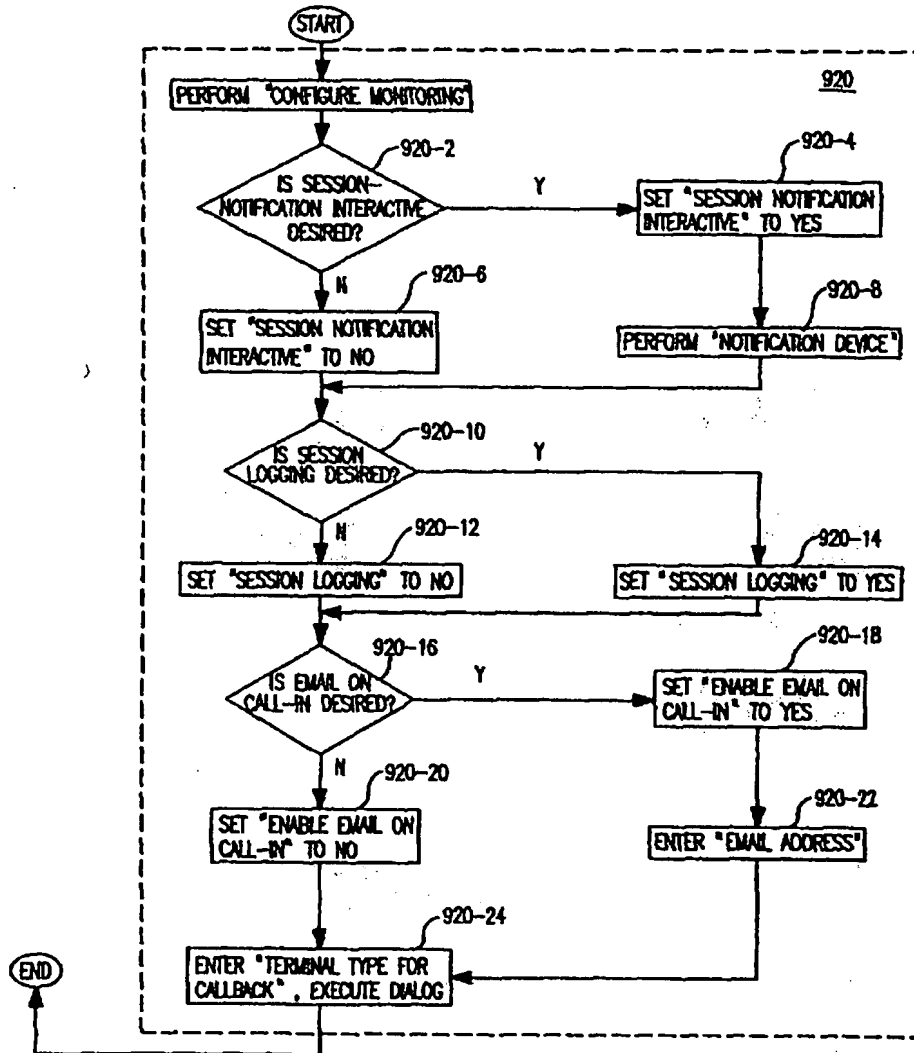 START
920
PERFORM "CONFIGURE MONITORING"
920-2
IS SESSION-
NOTIFICATION INTERACTIVE
DESIRED?
Y
920-4
SET "SESSION NOTIFICATION
INTERACTIVE" TO YES
N
920-6
SET "SESSION NOTIFICATION
INTERACTIVE" TO NO
920-8
PERFORM "NOTIFICATION DEVICE"
920-10
IS SESSION
LOGGING DESIRED?
Y
N
920-12
SET "SESSION LOGGING" TO NO
920-14
SET "SESSION LOGGING" TO YES
920-16
IS EMAIL ON
CALL-IN DESIRED?
Y
920-18
SET "ENABLE EMAIL ON
CALL-IN" TO YES
N
920-20
SET "ENABLE EMAIL ON
CALL-IN" TO NO
920-22
ENTER "EMAIL ADDRESS"
920-24
ENTER "TERMINAL TYPE FOR
CALLBACK", EXECUTE DIALOG
END